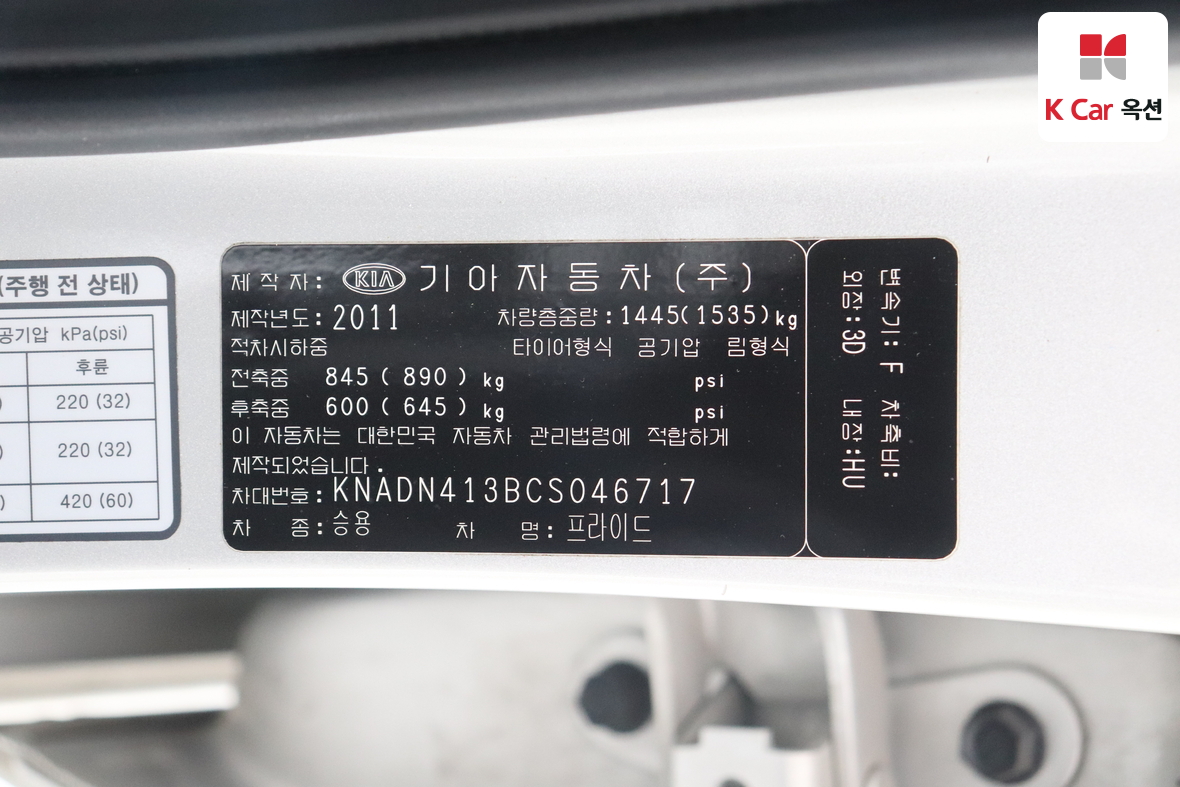 K Car 옥션
(주행 전 상태)
공기압 kPa(psi)
후륜
220 (32)
220 (32)
420 (60)
제 작 자 : KIA 기 아 자 동 차 ( 주 )
제작년도 : 2011 차량총중량 : 1445(1535)kg
적차시하중 타이어형식 공기압 림형식
전축중 845 ( 890 ) kg psi
후축중 600 ( 645 ) kg psi
이 자동차는 대한민국 자동차 관리법령에 적합하게
제작되었습니다 .
차대번호 : KNADN413BCS046717
차 종 : 승용 차 명 : 프라이드
변속기 : F 차축비 :
외장 : 3D 내장 : HU